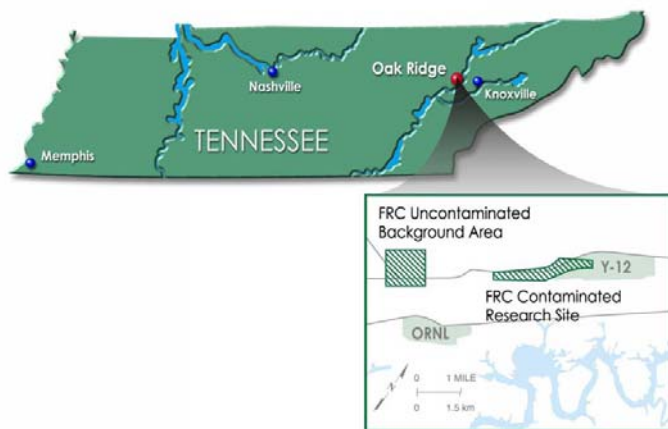 Oak Ridge
Nashville
Knoxville
TENNESSEE
Memphis
FRC Uncontaminated
Background Area
Y-12
FRC Contaminated
Research Site
ORNL
N
0 1 MILE
0 1.5 km